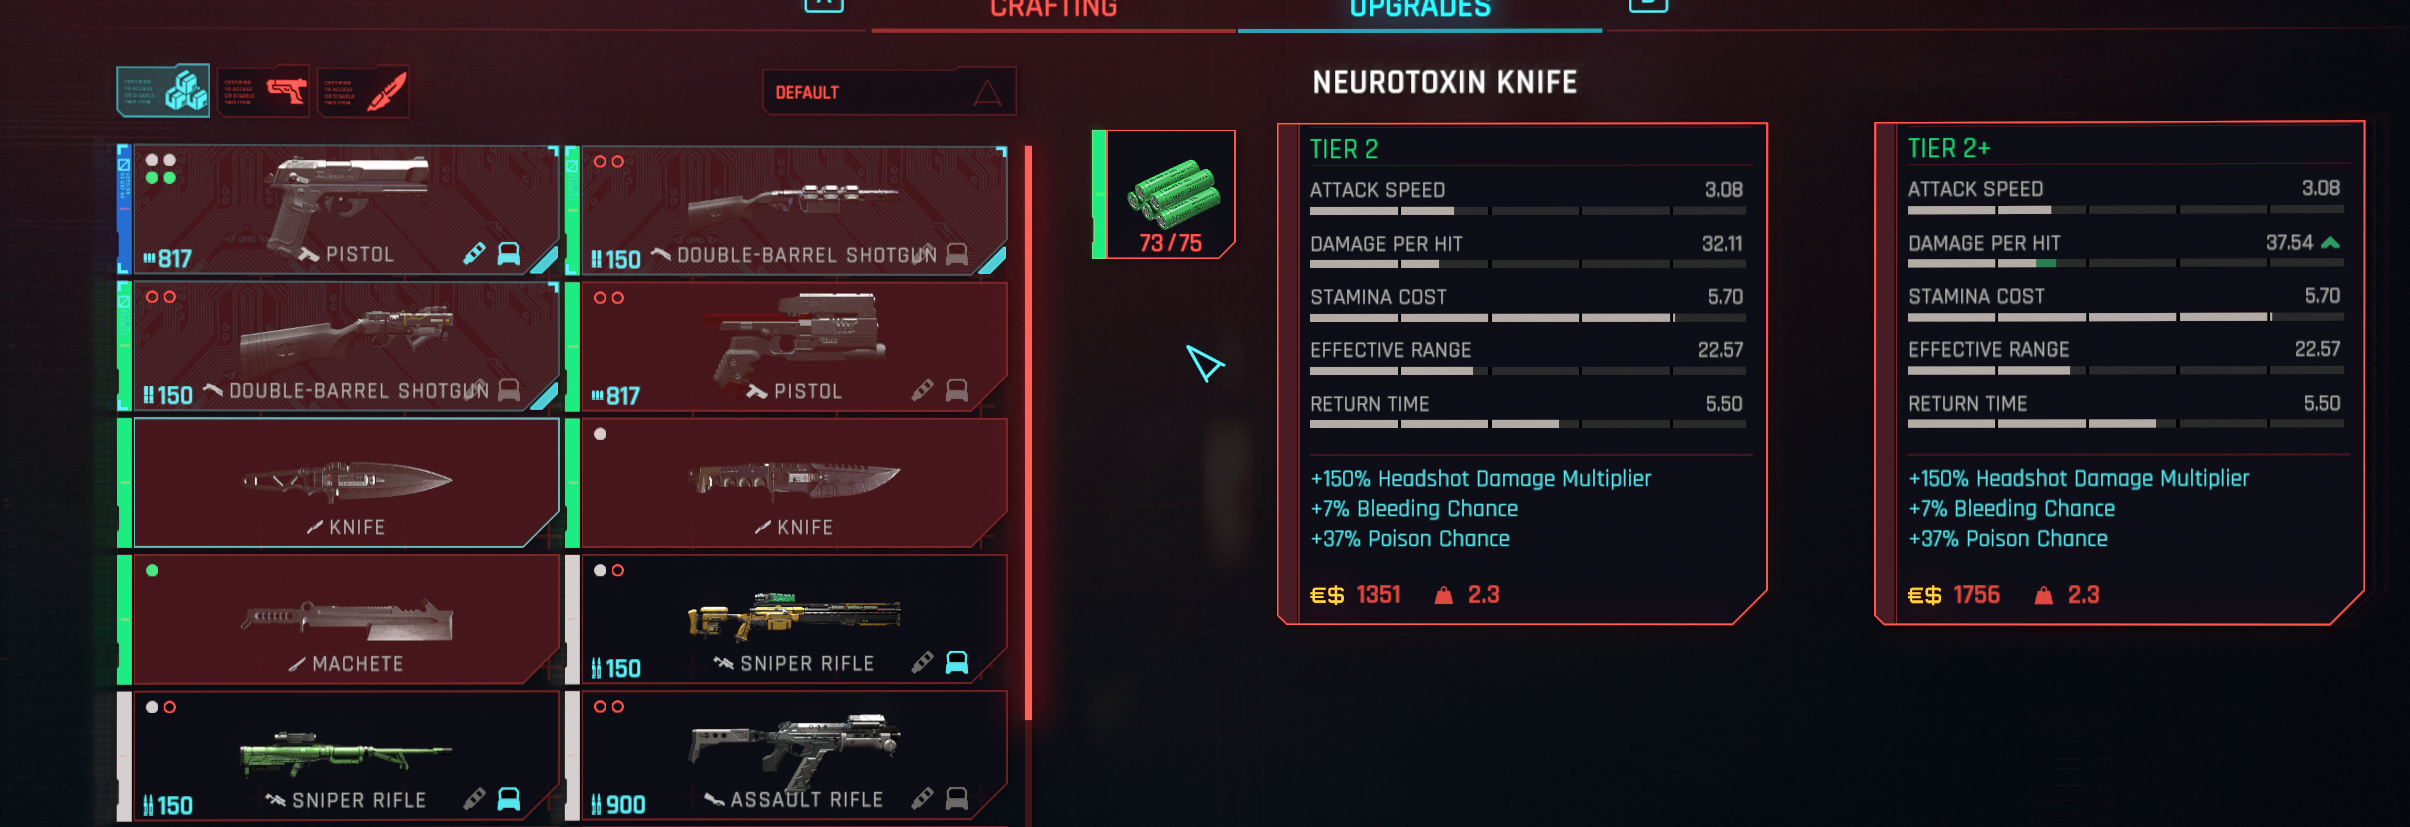 CRAFTING
UPGRADES
DEFAULT
817
PISTOL
150
DOUBLE-BARREL SHOTGUN
150
DOUBLE-BARREL SHOTGUN
817
PISTOL
KNIFE
KNIFE
MACHETE
150
SNIPER RIFLE
150
SNIPER RIFLE
900
ASSAULT RIFLE
73/75
NEUROTOXIN KNIFE
TIER 2
ATTACK SPEED 3.08
DAMAGE PER HIT 32.11
STAMINA COST 5.70
EFFECTIVE RANGE 22.57
RETURN TIME 5.50
+150% Headshot Damage Multiplier
+7% Bleeding Chance
+37% Poison Chance
€$ 1351 2.3
TIER 2+
ATTACK SPEED 3.08
DAMAGE PER HIT 37.54
STAMINA COST 5.70
EFFECTIVE RANGE 22.57
RETURN TIME 5.50
+150% Headshot Damage Multiplier
+7% Bleeding Chance
+37% Poison Chance
€$ 1756 2.3